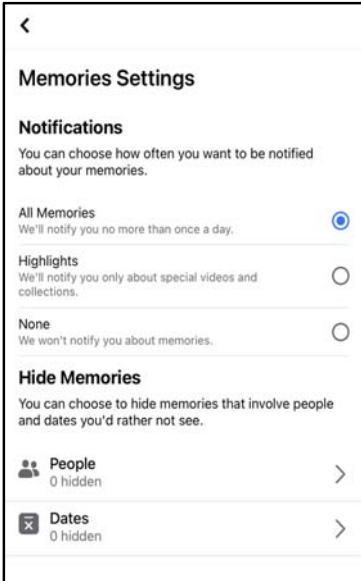 Memories Settings
Notifications
You can choose how often you want to be notified
about your memories.
All Memories
We'll notify you no more than once a day.
Highlights
We'll notify you only about special videos and
collections.
None
We won't notify you about memories.
Hide Memories
You can choose to hide memories that involve people
and dates you'd rather not see.
People
0 hidden
Dates
0 hidden